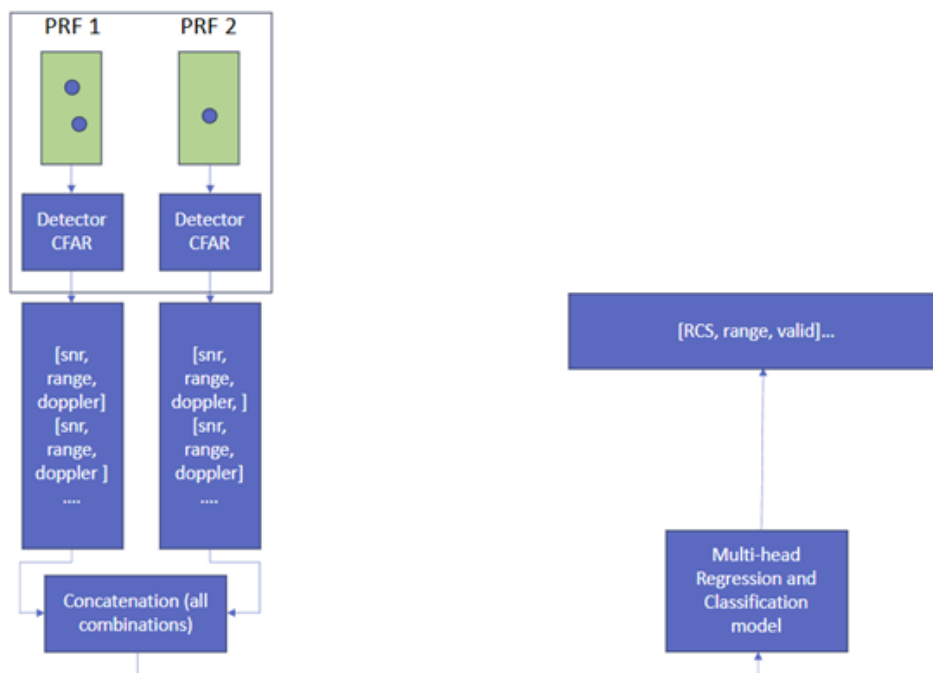 PRF 1
PRF 2
Detector
CFAR
Detector
CFAR
[snr,
range,
doppler]
[snr,
range,
doppler ]
....
[snr,
range,
doppler, ]
[snr,
range,
doppler]
....
Concatenation (all
combinations)
[RCS, range, valid]...
Multi-head
Regression and
Classification
model